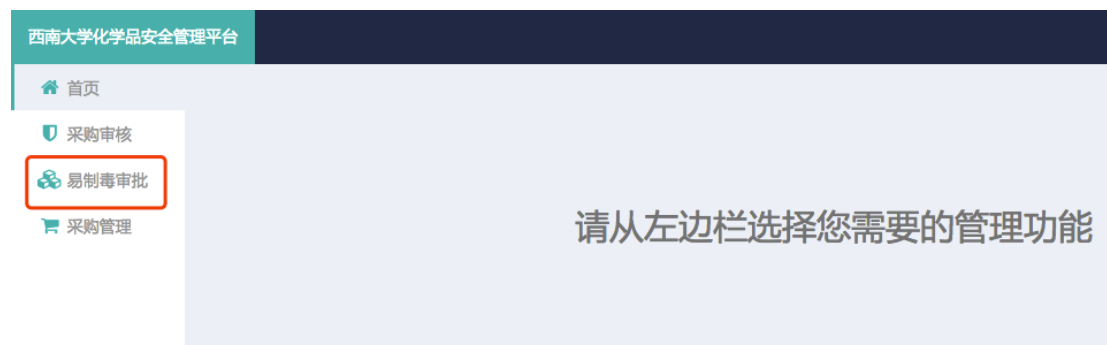 西南大学化学品安全管理平台
首页
采购审核
易制毒审批
采购管理
请从左边栏选择您需要的管理功能